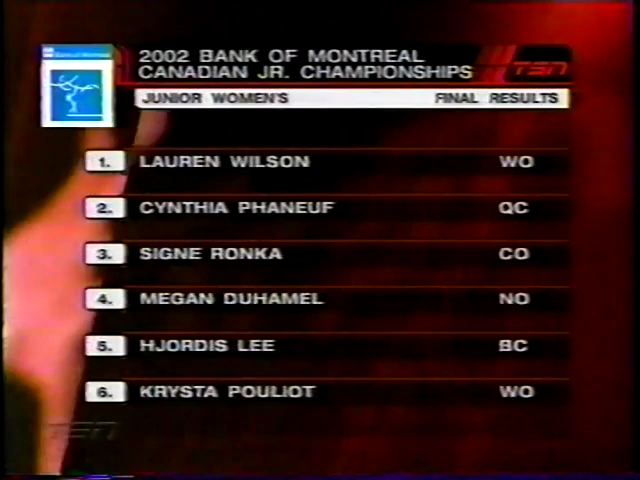 2002 BANK OF MONTREAL
CANADIAN JR. CHAMPIONSHIPS
TSN
JUNIOR WOMEN'S FINAL RESULTS
1. LAUREN WILSON WO
2. CYNTHIA PHANEUF QC
3. SIGNE RONKA CO
4. MEGAN DUHAMEL NO
5. HJORDIS LEE BC
6. KRYSTA POULIOT WO
TSN